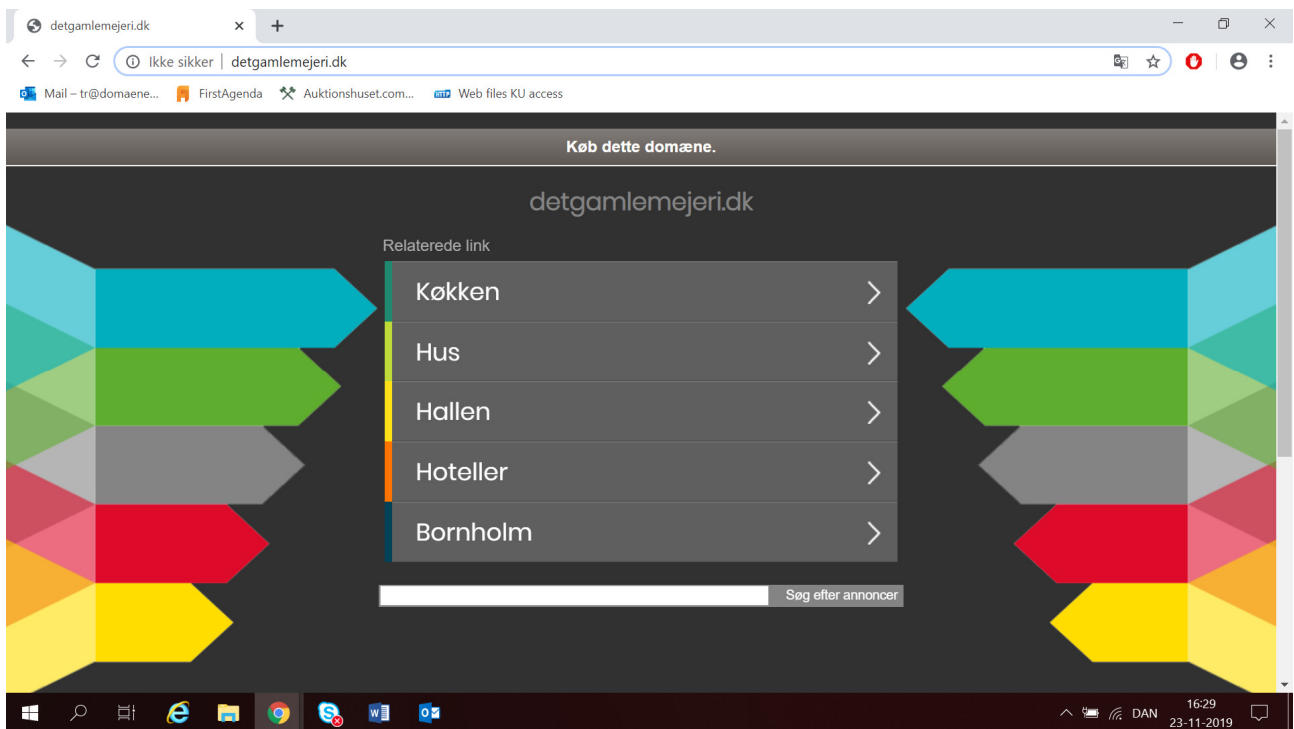 detgamlemejeri.dk
Ikke sikker | detgamlemejeri.dk
Mail – tr@domaene... FirstAgenda Auktionshuset.com... Web files KU access
Køb dette domæne.
detgamlemejeri.dk
Relaterede link
Køkken
Hus
Hallen
Hoteller
Bornholm
Søg efter annoncer
DAN
16:29
23-11-2019